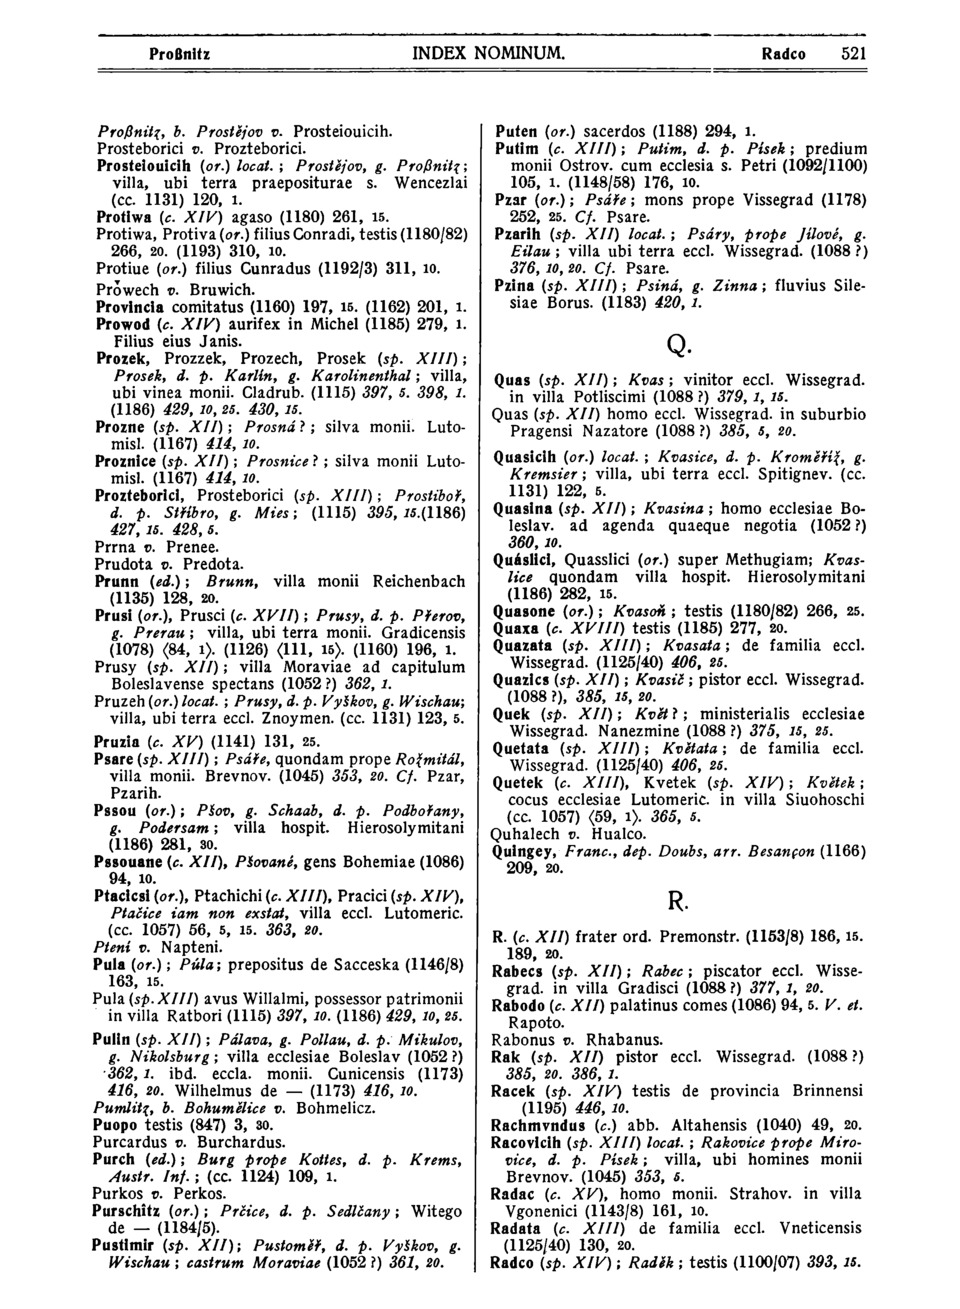 Proßnitz INDEX NOMINUM. Radco 521
Proßnitz, b. Prostějov v. Prosteiouicih.
Prosteborici v. Prozteborici.
Prosteiouicih (or.) locat. ; Prostějov, g. Proßnitz;
villa, ubi terra praepositurae s. Wencezlai
(cc. 1131) 120, 1.
Protiwa (c. XIV) agaso (1180) 261, 15.
Protiwa, Protiva (or.) filius Conradi, testis (1180/82)
266, 20. (1193) 310, 10.
Protiue (or.) filius Cunradus (1192/3) 311, 10.
Prowech v. Bruwich.
Provincia comitatus (1160) 197, 15. (1162) 201, 1.
Prowod (c. XIV) aurifex in Michel (1185) 279, 1.
Filius eius Janis.
Prozek, Prozzek, Prozech, Prosek (sp. XIII) ;
Prosek, d. p. Karlín, g. Karolinenthal ; villa,
ubi vinea monii. Cladrub. (1115) 397, 5. 398, 1.
(1186) 429, 10, 25. 430, 15.
Prozne (sp. XII) ; Prosná ? ; silva monii. Luto-
misl. (1167) 414, 10.
Proznice (sp. XII) ; Prosnice ? ; silva monii Luto-
misl. (1167) 414, 10.
Prozteborici, Prosteborici (sp. XIII) ; Prostiboř,
d. p. Stříbro, g. Mies ; (1115) 395, 15.(1186)
427, 15. 428, 5.
Prrna v. Prenee.
Prudota v. Predota.
Prunn (ed.) ; Brunn, villa monii Reichenbach
(1135) 128, 20.
Prusi (or.), Prusci (c. XVII) ; Prusy, d. p. Přerov,
g. Prerau ; villa, ubi terra monii. Gradicensis
(1078) ⟨84, 1⟩. (1126) ⟨111, 15⟩. (1160) 196, 1.
Prusy (sp. XII) ; villa Moraviae ad capitulum
Boleslavense spectans (1052 ?) 362, 1.
Pruzeh (or.) locat. ; Prusy, d. p. Vyškov, g. Wischau;
villa, ubi terra eccl. Znoymen. (cc. 1131) 123, 5.
Pruzia (c. XV) (1141) 131, 25.
Psare (sp. XIII) ; Psáře, quondam prope Rožmitál,
villa monii. Brevnov. (1045) 353, 20. Cf. Pzar,
Pzarih.
Pssou (or.) ; Pšov, g. Schaab, d. p. Podbořany,
g. Podersam ; villa hospit. Hierosolymitani
(1186) 281, 30.
Pssouane (c. XII), Pšované, gens Bohemiae (1086)
94, 10.
Ptacicsi (or.), Ptachichi (c. XIII), Pracici (sp. XIV),
Ptačice iam non exstat, villa eccl. Lutomeric.
(cc. 1057) 56, 5, 15. 363, 20.
Ptení v. Napteni.
Pula (or.) ; Půla; prepositus de Sacceska (1146/8)
163, 15.
Pula (sp. XIII) avus Willalmi, possessor patrimonii
in villa Ratbori (1115) 397, 10. (1186) 429, 10, 25.
Pulin (sp. XII) ; Pálava, g. Pollau, d. p. Mikulov,
g. Nikolsburg ; villa ecclesiae Boleslav (1052 ?)
362, 1. ibd. eccla. monii. Cunicensis (1173)
416, 20. Wilhelmus de — (1173) 416, 10.
Pumlitz, b. Bohumělice v. Bohmelicz.
Puopo testis (847) 3, 30.
Purcardus v. Burchardus.
Purch (ed.) ; Burg prope Kottes, d. p. Krems,
Austr. Inf. ; (cc. 1124) 109, 1.
Purkos v. Perkos.
Purschitz (or.) ; Prčice, d. p. Sedlčany ; Witego
de — (1184/5).
Pustimir (sp. XII); Pustoměř, d. p. Vyškov, g.
Wischau ; castrum Moraviae (1052 ?) 361, 20.
Puten (or.) sacerdos (1188) 294, 1.
Putim (c. XIII) ; Putim, d. p. Písek ; predium
monii Ostrov. cum ecclesia s. Petri (1092/1100)
105, 1. (1148/58) 176, 10.
Pzar (or.) ; Psáře ; mons prope Vissegrad (1178)
252, 25. Cf. Psare.
Pzarih (sp. XII) locat. ; Psáry, prope Jílové, g.
Eilau ; villa ubi terra eccl. Wissegrad. (1088 ?)
376, 10, 20. Cf. Psare.
Pzina (sp. XIII) ; Psiná, g. Zinna ; fluvius Sile-
siae Borus. (1183) 420, 1.
Q.
Quas (sp. XII) ; Kvas ; vinitor eccl. Wissegrad.
in villa Potliscimi (1088 ?) 379, 1, 15.
Quas (sp. XII) homo eccl. Wissegrad. in suburbio
Pragensi Nazatore (1088 ?) 385, 5, 20.
Quasicih (or.) locat. ; Kvasice, d. p. Kroměříž, g.
Kremsier ; villa, ubi terra eccl. Spitignev. (cc.
1131) 122, 5.
Quasina (sp. XII) ; Kvasina ; homo ecclesiae Bo-
leslav. ad agenda quaeque negotia (1052 ?)
360, 10.
Quáslici, Quasslici (or.) super Methugiam; Kvas-
lice quondam villa hospit. Hierosolymitani
(1186) 282, 15.
Quasone (or.) ; Kvasoň ; testis (1180/82) 266, 25.
Quaxa (c. XVIII) testis (1185) 277, 20.
Quazata (sp. XIII) ; Kvasata ; de familia eccl.
Wissegrad. (1125/40) 406, 25.
Quazics (sp. XII) ; Kvasič ; pistor eccl. Wissegrad.
(1088 ?), 385, 15, 20.
Quek (sp. XII) ; Květ ? ; ministerialis ecclesiae
Wissegrad. Nanezmine (1088 ?) 375, 15, 25.
Quetata (sp. XIII) ; Květata ; de familia eccl.
Wissegrad. (1125/40) 406, 25.
Quetek (c. XIII), Kvetek (sp. XIV) ; Květek ;
cocus ecclesiae Lutomeric. in villa Siuohoschi
(cc. 1057) ⟨59, 1⟩. 365, 5.
Quhalech v. Hualco.
Quingey, Franc., dep. Doubs, arr. Besançon (1166)
209, 20.
R.
R. (c. XII) frater ord. Premonstr. (1153/8) 186, 15.
189, 20.
Rabecs (sp. XII) ; Rabec ; piscator eccl. Wisse-
grad. in villa Gradisci (1088 ?) 377, 1, 20.
Rabodo (c. XII) palatinus comes (1086) 94, 5. V. et.
Rapoto.
Rabonus v. Rhabanus.
Rak (sp. XII) pistor eccl. Wissegrad. (1088 ?)
385, 20. 386, 1.
Racek (sp. XIV) testis de provincia Brinnensi
(1195) 446, 10.
Rachmvndus (c.) abb. Altahensis (1040) 49, 20.
Racovicih (sp. XIII) locat. ; Rakovice prope Miro-
vice, d. p. Písek ; villa, ubi homines monii
Brevnov. (1045) 353, 5.
Radac (c. XV), homo monii. Strahov. in villa
Vgonenici (1143/8) 161, 10.
Radata (c. XIII) de familia eccl. Vneticensis
(1125/40) 130, 20.
Radco (sp. XIV) ; Raděk ; testis (1100/07) 393, 15.